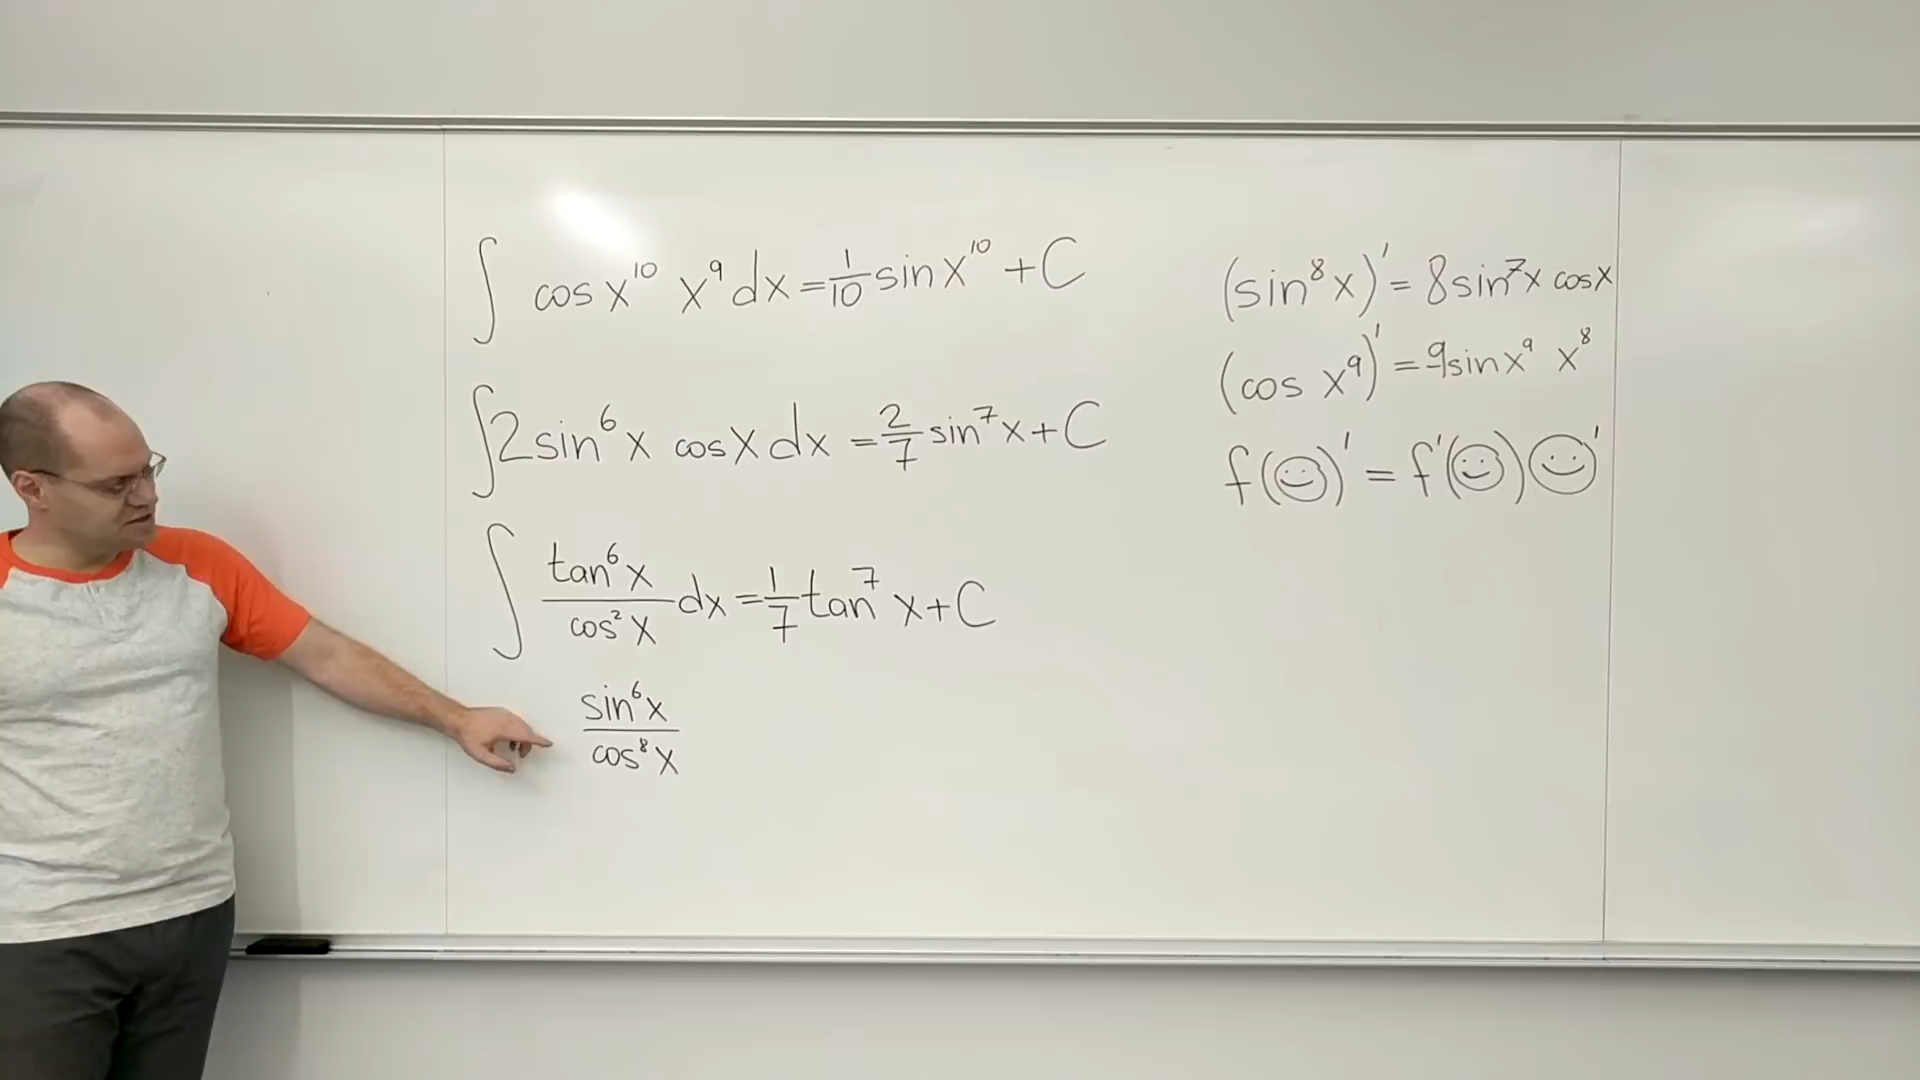 ∫ cos x¹⁰ x⁹ dx = 1/10 sin x¹⁰ + C
∫ 2 sin⁶ x cos x dx = 2/7 sin⁷ x + C
∫ tan⁶ x / cos² x dx = 1/7 tan⁷ x + C
sin⁶ x / cos⁸ x
(sin⁸ x)' = 8 sin⁷ x cos x
(cos x⁹)' = 9 sin x⁹ x⁸
f(☺)' = f'(☺)☺'